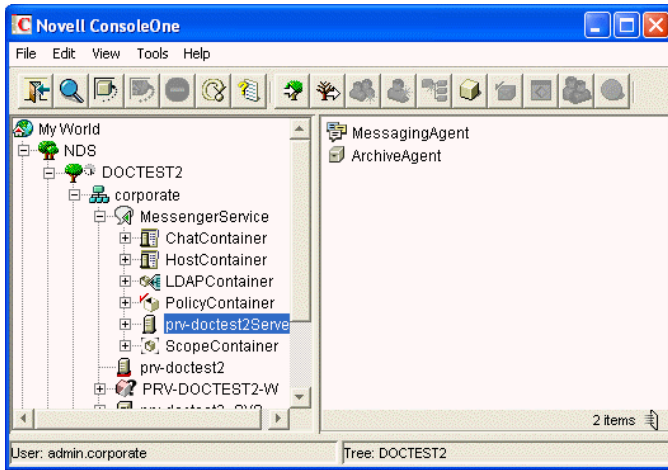 Novell ConsoleOne
File Edit View Tools Help
My World
NDS
DOCTEST2
corporate
MessengerService
ChatContainer
HostContainer
LDAPContainer
PolicyContainer
prv-doctest2Serve
ScopeContainer
prv-doctest2
PRV-DOCTEST2-W
MessagingAgent
ArchiveAgent
2 items
User: admin.corporate
Tree: DOCTEST2